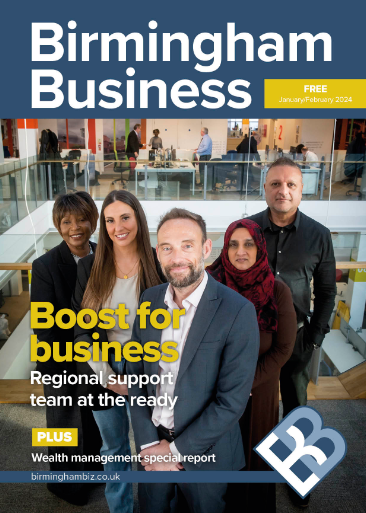 Birmingham
Business
FREE
January/February 2024
Boost for
business
Regional support
team at the ready
PLUS
Wealth management special report
birminghambiz.co.uk
BB